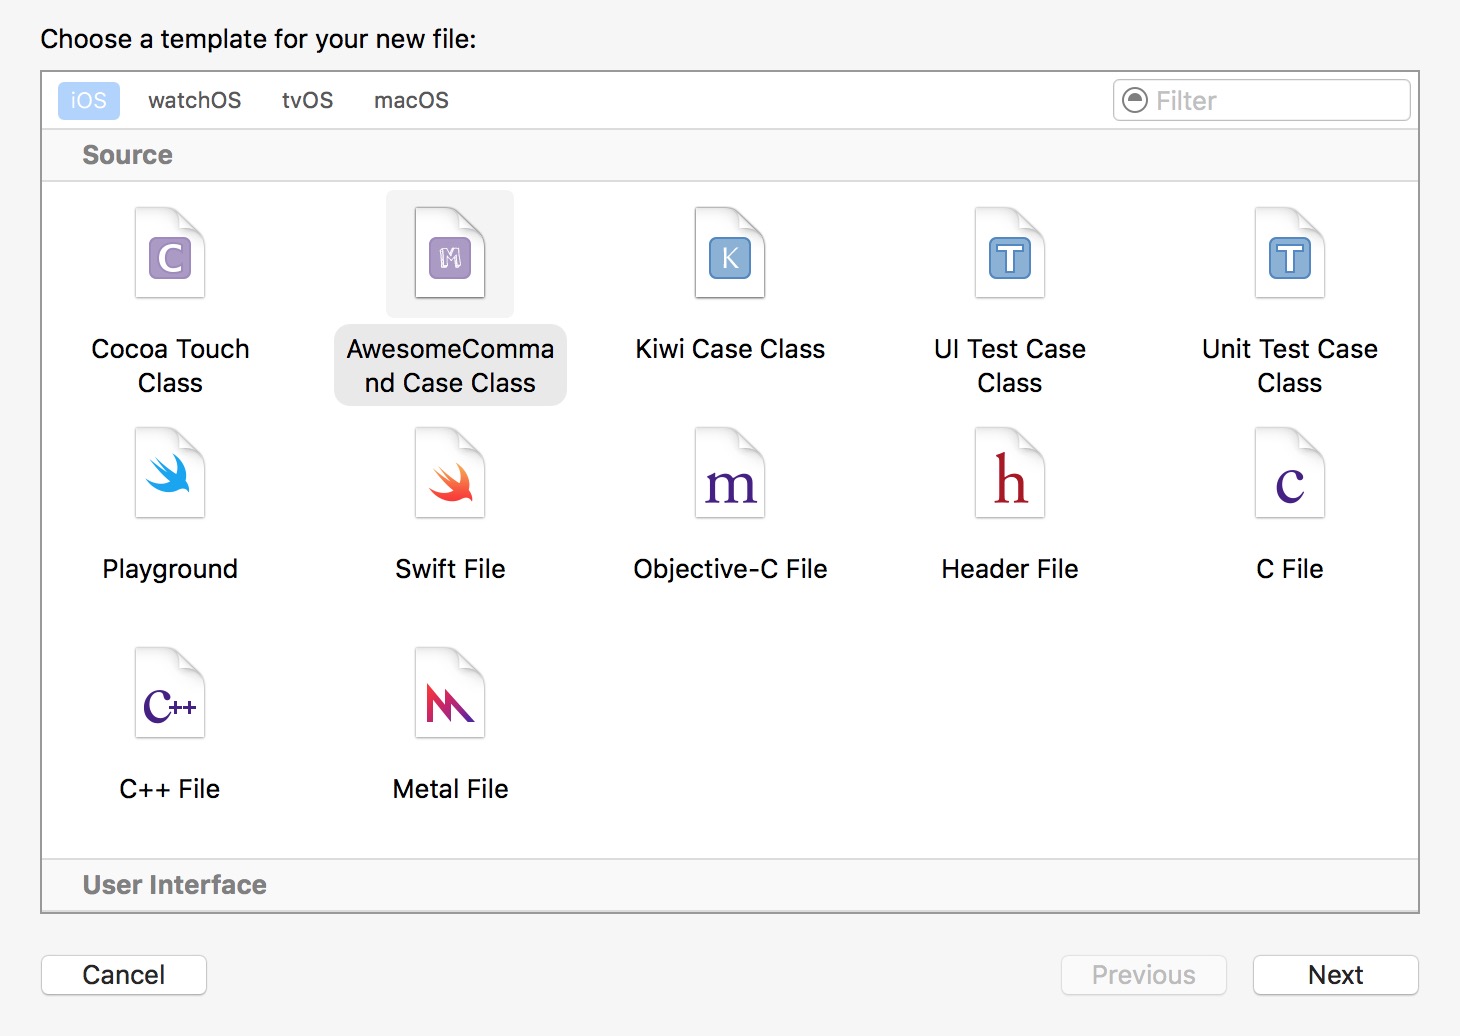 Choose a template for your new file:
iOS watchOS tvOS macOS Filter
Source
C M K T T
Cocoa Touch Class
AwesomeComma
nd Case Class
Kiwi Case Class
UI Test Case
Class
Unit Test Case
Class
m h c
Playground Swift File Objective-C File Header File C File
C++
C++ File Metal File
User Interface
Cancel Previous Next